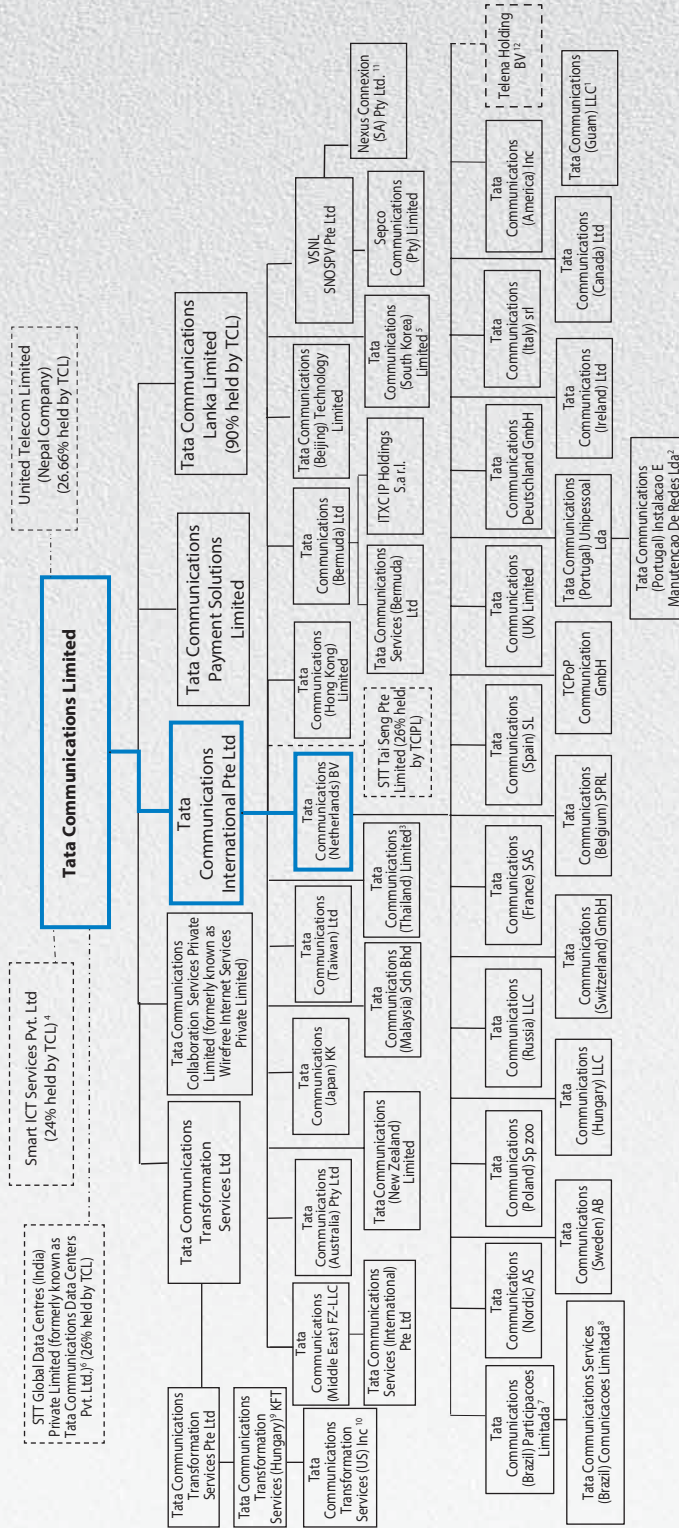 STT Global Data Centres (India)
Private Limited (formerly known as
Tata Communications Data Centers
Pvt. Ltd.)⁶ (26% held by TCL)
Smart ICT Services Pvt. Ltd
(24% held by TCL)⁴
Tata Communications Limited
United Telecom Limited
(Nepal Company)
(26.66% held by TCL)
Tata Communications
Transformation
Services Ltd
Tata Communications
Collaboration Services Private
Limited (formerly known as
Wirefree Internet Services
Private Limited)
Tata
Communications
International Pte Ltd
Tata Communications
Payment Solutions
Limited
Tata Communications
Lanka Limited
(90% held by TCL)
Tata Communications
Transformation
Services Pte Ltd
Tata Communications
Transformation
Services (Hungary)⁹ KFT
Tata
Communications
Transformation
Services (US) Inc ¹⁰
Tata
Communications
(Middle East) FZ-LLC
Tata Communications
Services (International)
Pte Ltd
Tata
Communications
(Australia) Pty Ltd
Tata Communications
(New Zealand)
Limited
Tata
Communications
(Japan) KK
Tata
Communications
(Malaysia) Sdn Bhd
Tata
Communications
(Taiwan) Ltd
Tata
Communications
(Thailand) Limited³
Tata
Communications
(Netherlands) BV
STT Tai Seng Pte
Limited (26% held
by TCIPL)
Tata
Communications
(Hong Kong)
Limited
Tata
Communications
(Bermuda) Ltd
Tata Communications
Services (Bermuda)
Ltd
ITXC IP Holdings
S.a r.l.
Tata Communications
(Beijing) Technology
Limited
Tata
Communications
(South Korea)
Limited ⁵
VSNL
SNOSPV Pte Ltd
Sepco
Communications
(Pty) Limited
Nexus Connexion
(SA) Pty Ltd. ¹¹
Tata
Communications
(Brazil) Participacoes
Limitada⁷
Tata Communications Services
(Brazil) Comunicacoes Limitada⁸
Tata
Communications
(Nordic) AS
Tata
Communications
(Sweden) AB
Tata
Communications
(Poland) Sp zoo
Tata
Communications
(Hungary) LLC
Tata
Communications
(Russia) LLC
Tata
Communications
(Switzerland) GmbH
Tata
Communications
(France) SAS
Tata
Communications
(Belgium) SPRL
Tata
Communications
(Spain) SL
TCPoP
Communication
GmbH
Tata
Communications
(UK) Limited
Tata Communications
(Portugal) Unipessoal
Lda
Tata Communications
(Portugal) Instalacao E
Manutencao De Redes Lda²
Tata
Communications
Deutschland GmbH
Tata
Communications
(Ireland) Ltd
Tata
Communications
(Italy) srl
Tata
Communications
(Canada) Ltd
Tata
Communications
(America) Inc
Tata Communications
(Guam) LLC¹
Telena Holding
BV¹²